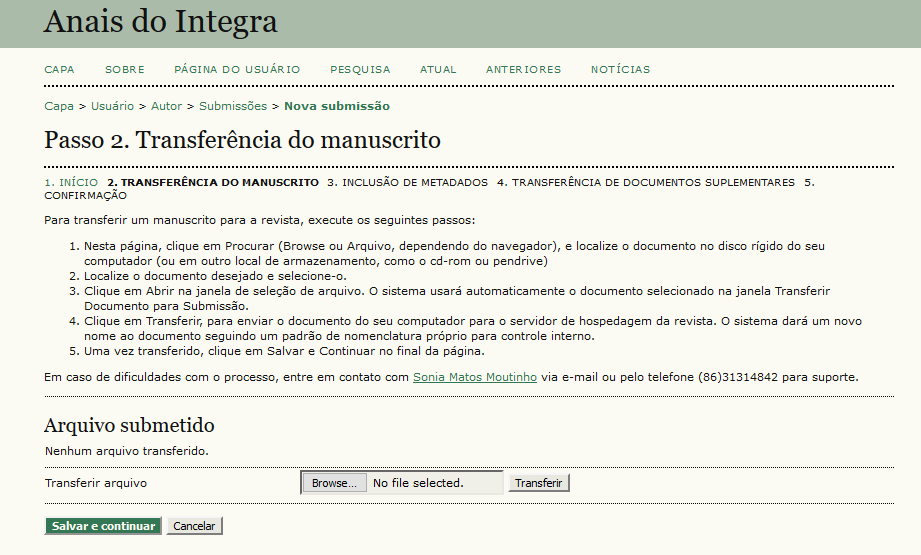 Anais do Integra
CAPA SOBRE PÁGINA DO USUÁRIO PESQUISA ATUAL ANTERIORES NOTÍCIAS
Capa > Usuário > Autor > Submissões > Nova submissão
Passo 2. Transferência do manuscrito
1. INÍCIO 2. TRANSFERÊNCIA DO MANUSCRITO 3. INCLUSÃO DE METADADOS 4. TRANSFERÊNCIA DE DOCUMENTOS SUPLEMENTARES 5.
CONFIRMAÇÃO
Para transferir um manuscrito para a revista, execute os seguintes passos:
1. Nesta página, clique em Procurar (Browse ou Arquivo, dependendo do navegador), e localize o documento no disco rígido do seu
computador (ou em outro local de armazenamento, como o cd-rom ou pendrive)
2. Localize o documento desejado e selecione-o.
3. Clique em Abrir na janela de seleção de arquivo. O sistema usará automaticamente o documento selecionado na janela Transferir
Documento para Submissão.
4. Clique em Transferir, para enviar o documento do seu computador para o servidor de hospedagem da revista. O sistema dará um novo
nome ao documento seguindo um padrão de nomenclatura próprio para controle interno.
5. Uma vez transferido, clique em Salvar e Continuar no final da página.
Em caso de dificuldades com o processo, entre em contato com Sonia Matos Moutinho via e-mail ou pelo telefone (86)31314842 para suporte.
Arquivo submetido
Nenhum arquivo transferido.
Transferir arquivo Browse... No file selected. Transferir
Salvar e continuar Cancelar